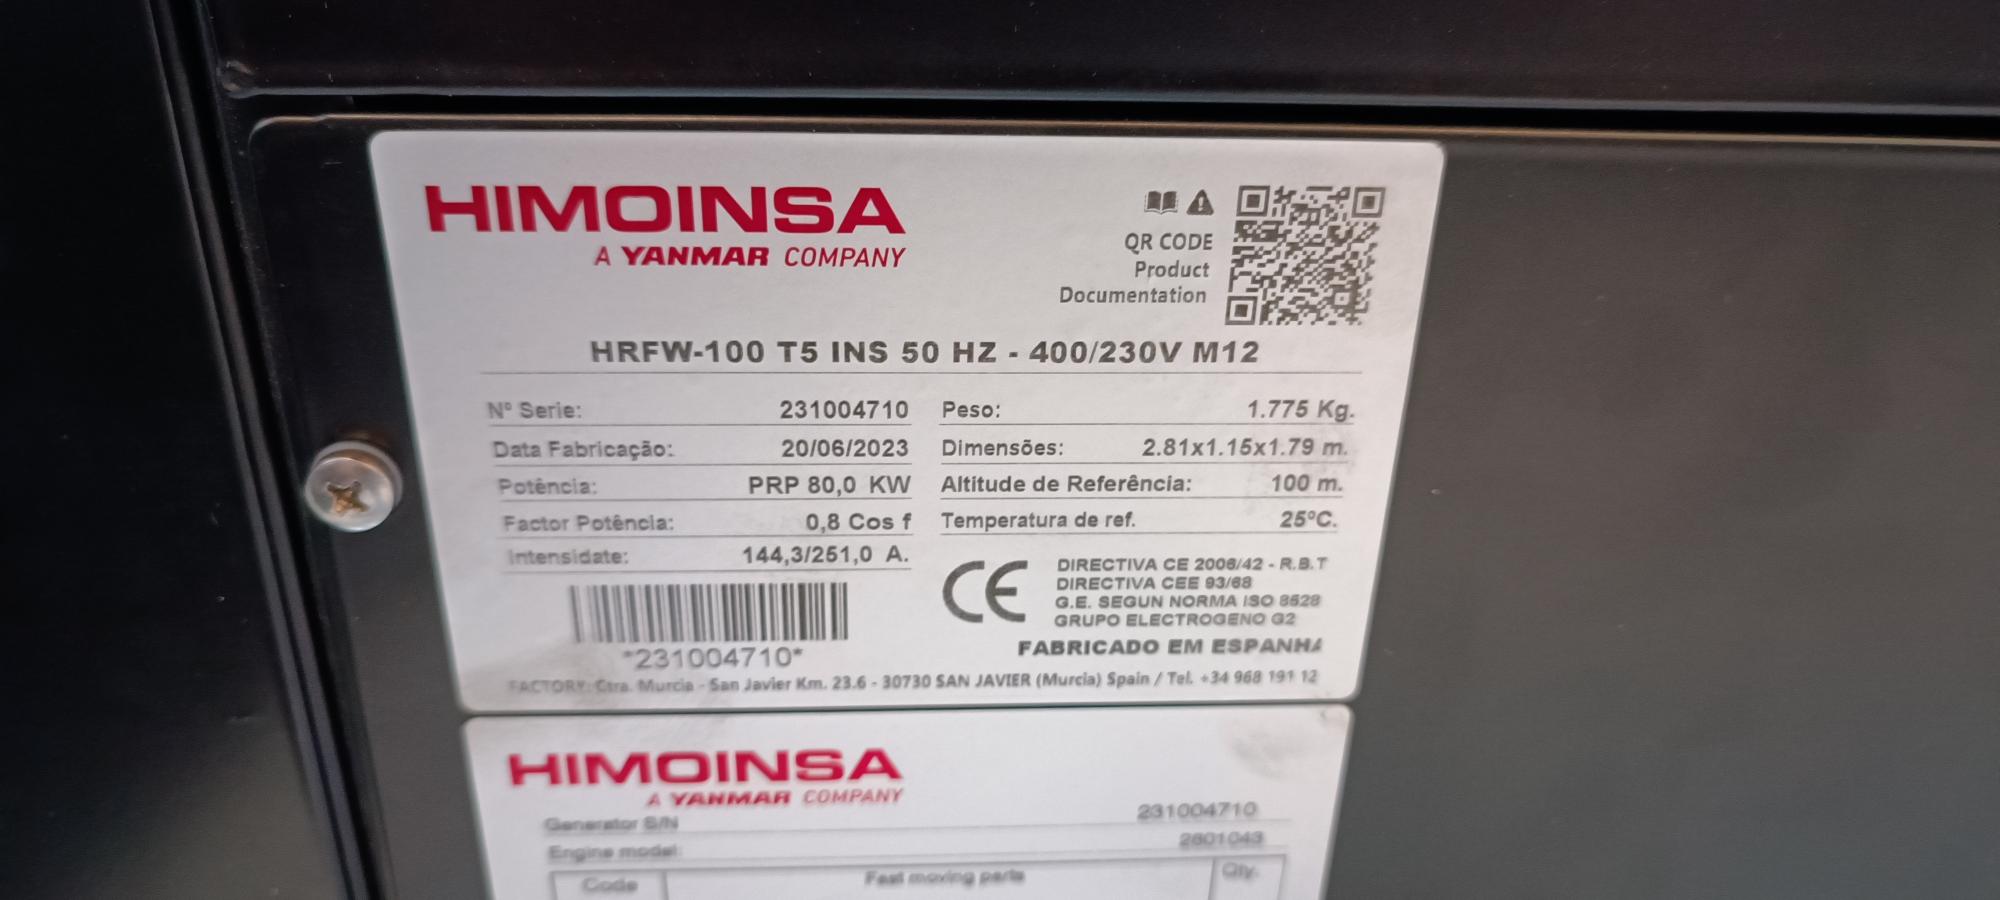 HIMOINSA
A YANMAR COMPANY
QR CODE
Product
Documentation
HRFW-100 T5 INS 50 HZ - 400/230V M12
Nº Serie: 231004710 Peso: 1.775 Kg.
Data Fabricação: 20/06/2023 Dimensões: 2.81x1.15x1.79 m.
Potência: PRP 80,0 KW Altitude de Referência: 100 m.
Factor Potência: 0,8 Cos f Temperatura de ref. 25ºC.
Intensidate: 144,3/251,0 A.
CE
DIRECTIVA CE 2006/42 - R.B.T
DIRECTIVA CEE 93/68
G.E. SEGUN NORMA ISO 8528
GRUPO ELECTROGENO G2
*231004710*
FABRICADO EM ESPANHA
FACTORY: Ctra. Murcia - San Javier Km. 23.6 - 30730 SAN JAVIER (Murcia) Spain / Tel. +34 968 191 12
HIMOINSA
A YANMAR COMPANY
Generator S/N 231004710
Engine model: 2601043
Code Fast moving parts Qty.